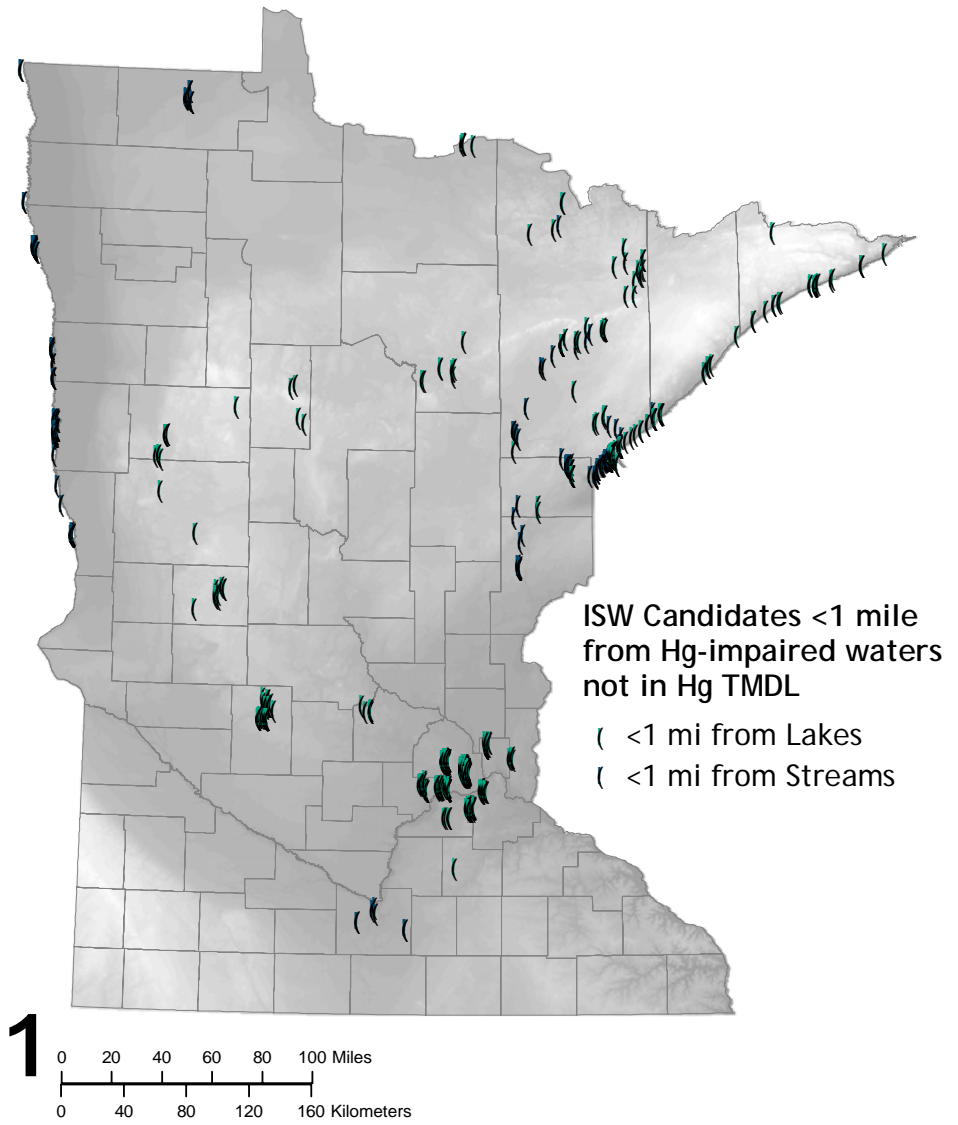 ISW Candidates <1 mile
from Hg-impaired waters
not in Hg TMDL
<1 mi from Lakes
<1 mi from Streams
1
0 20 40 60 80 100 Miles
0 40 80 120 160 Kilometers